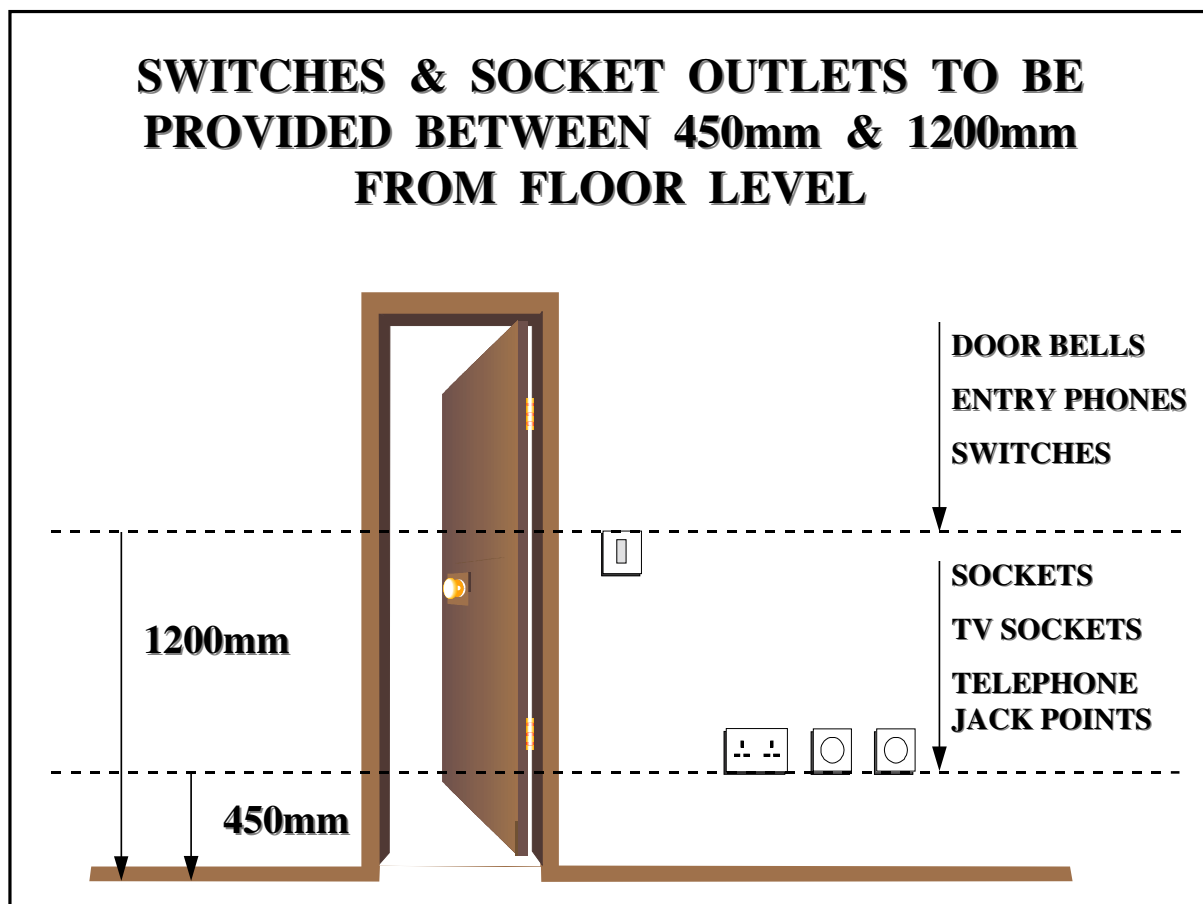 SWITCHES & SOCKET OUTLETS TO BE
PROVIDED BETWEEN 450mm & 1200mm
FROM FLOOR LEVEL
DOOR BELLS
ENTRY PHONES
SWITCHES
SOCKETS
1200mm
TV SOCKETS
TELEPHONE
JACK POINTS
450mm